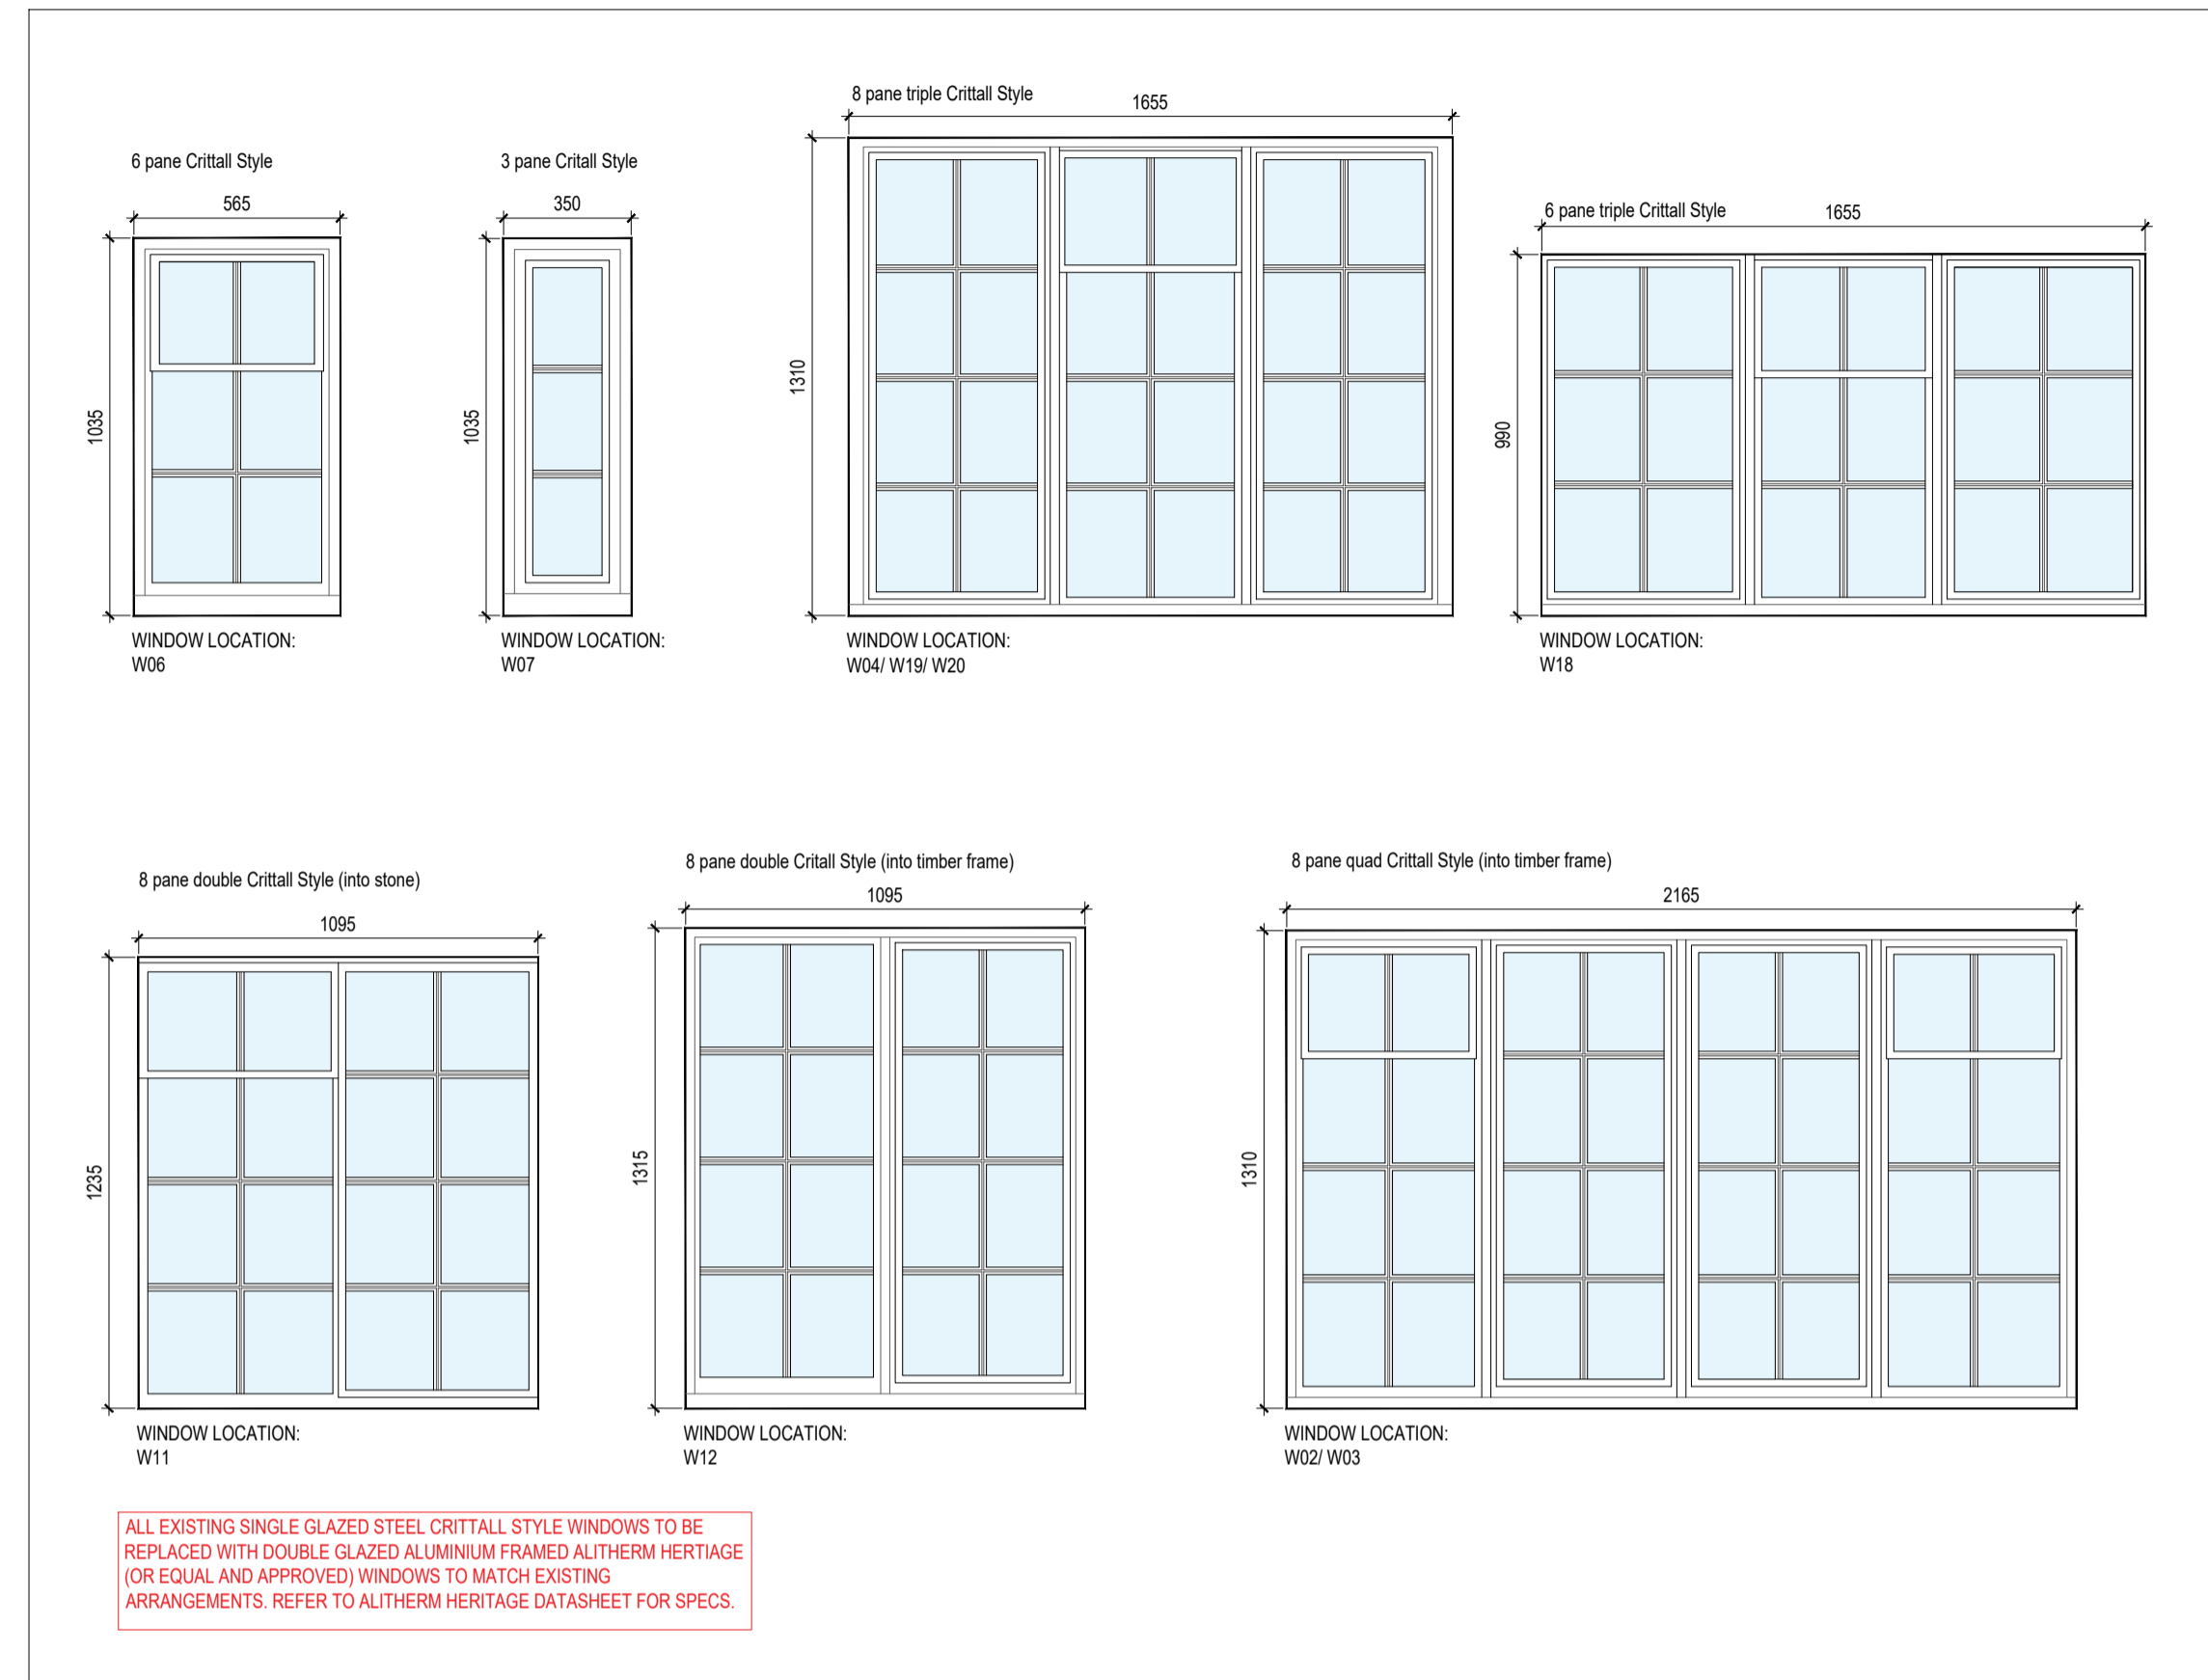 6 pane Crittall Style
565
1035
WINDOW LOCATION:
W06
3 pane Critall Style
350
1035
WINDOW LOCATION:
W07
8 pane triple Crittall Style
1655
1310
WINDOW LOCATION:
W04/ W19/ W20
6 pane triple Crittall Style
1655
990
WINDOW LOCATION:
W18
8 pane double Crittall Style (into stone)
1095
1235
WINDOW LOCATION:
W11
8 pane double Critall Style (into timber frame)
1095
1315
WINDOW LOCATION:
W12
8 pane quad Crittall Style (into timber frame)
2165
1310
WINDOW LOCATION:
W02/ W03
ALL EXISTING SINGLE GLAZED STEEL CRITTALL STYLE WINDOWS TO BE
REPLACED WITH DOUBLE GLAZED ALUMINIUM FRAMED ALITHERM HERTIAGE
(OR EQUAL AND APPROVED) WINDOWS TO MATCH EXISTING
ARRANGEMENTS. REFER TO ALITHERM HERITAGE DATASHEET FOR SPECS.